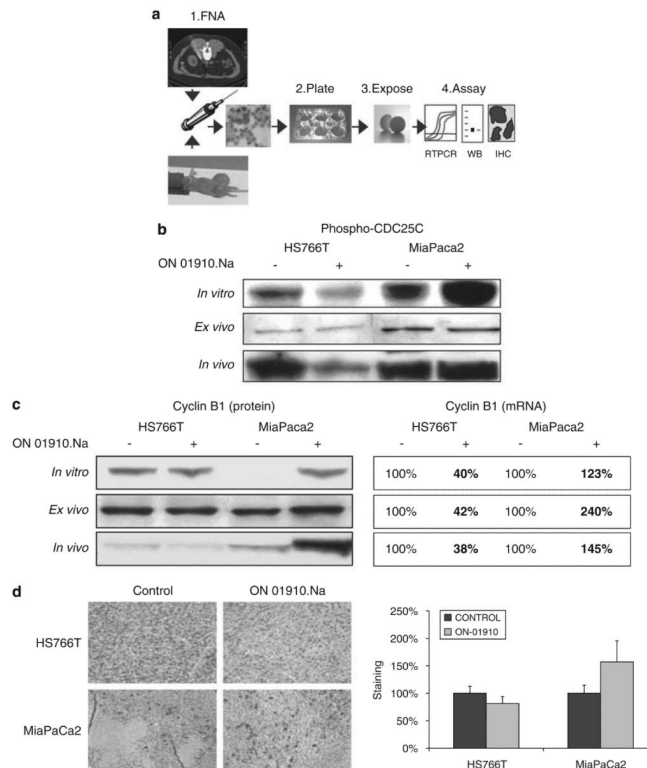 a
1.FNA
2.Plate
3.Expose
4.Assay
RTPCR WB IHC
b
Phospho-CDC25C
HS766T MiaPaca2
ON 01910.Na - + - +
In vitro
Ex vivo
In vivo
c
Cyclin B1 (protein) Cyclin B1 (mRNA)
HS766T MiaPaca2 HS766T MiaPaca2
ON 01910.Na - + - + - + - +
In vitro 100% 40% 100% 123%
Ex vivo 100% 42% 100% 240%
In vivo 100% 38% 100% 145%
d
Control ON 01910.Na
HS766T
MiaPaCa2
Staining
250%
200%
150%
100%
50%
0%
CONTROL
ON-01910
HS766T MiaPaCa2